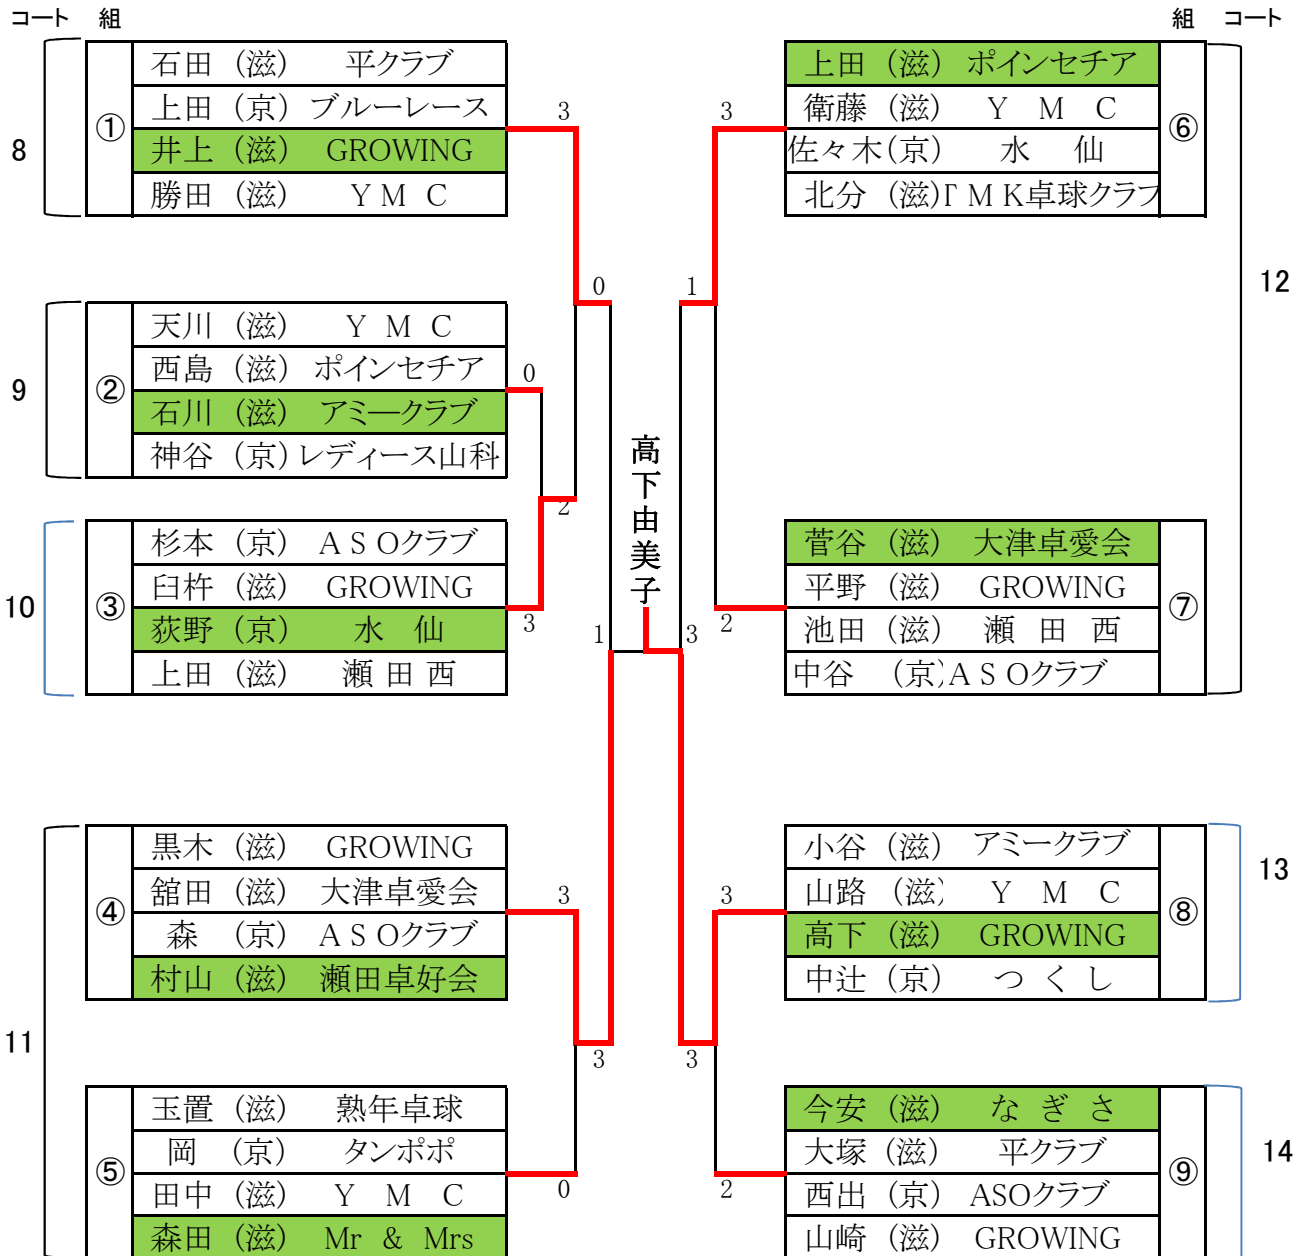 コート 組
8
①
石田 (滋) 平クラブ
上田 (京) ブルーレース
井上 (滋) GROWING
勝田 (滋) Y M C
3
0
9
②
天川 (滋) Y M C
西島 (滋) ポインセチア
石川 (滋) アミークラブ
神谷 (京) レディース山科
0
2
10
③
杉本 (京) A S Oクラブ
臼杵 (滋) GROWING
荻野 (京) 水 仙
上田 (滋) 瀬 田 西
3
1
11
④
黒木 (滋) GROWING
舘田 (滋) 大津卓愛会
森 (京) A S Oクラブ
村山 (滋) 瀬田卓好会
3
3
⑤
玉置 (滋) 熟年卓球
岡 (京) タンポポ
田中 (滋) Y M C
森田 (滋) Mr & Mrs
0
高下由美子
組 コート
12
上田 (滋) ポインセチア
衛藤 (滋) Y M C
佐々木(京) 水 仙
北分 (滋)T M K卓球クラブ
⑥
3
1
菅谷 (滋) 大津卓愛会
平野 (滋) GROWING
池田 (滋) 瀬 田 西
中谷 (京)A S Oクラブ
⑦
2
3
13
小谷 (滋) アミークラブ
山路 (滋) Y M C
高下 (滋) GROWING
中辻 (京) つ く し
⑧
3
3
14
今安 (滋) な ぎ さ
大塚 (滋) 平クラブ
西出 (京) ASOクラブ
山崎 (滋) GROWING
⑨
2